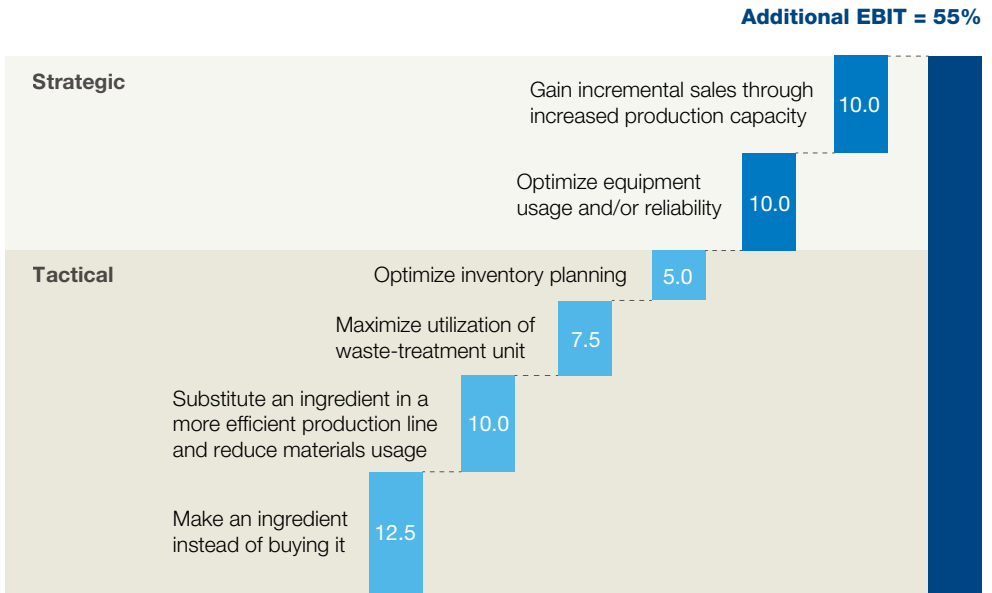 Additional EBIT = 55%
Strategic
Gain incremental sales through
increased production capacity
10.0
Optimize equipment
usage and/or reliability
10.0
Tactical
Optimize inventory planning
5.0
Maximize utilization of
waste-treatment unit
7.5
Substitute an ingredient in a
more efficient production line
and reduce materials usage
10.0
Make an ingredient
instead of buying it
12.5